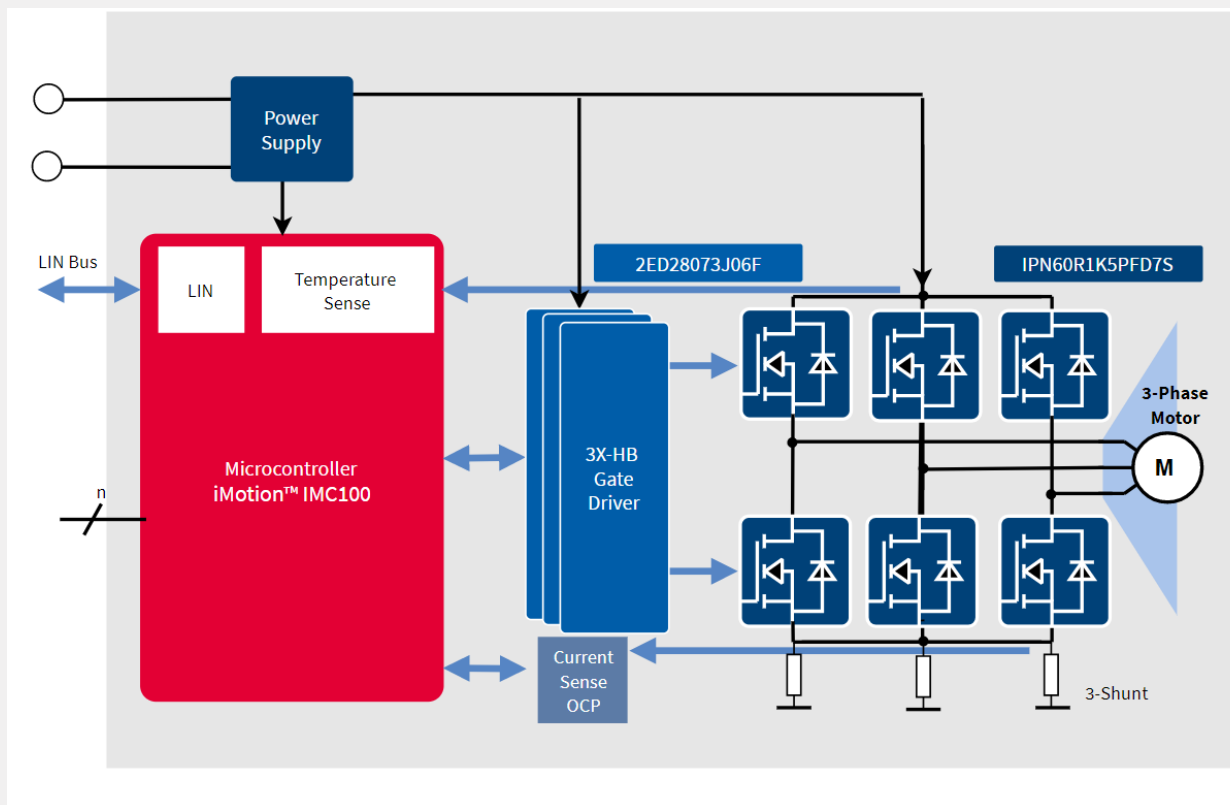 Power
Supply
LIN Bus
LIN
Temperature
Sense
2ED28073J06F
IPN60R1K5PFD7S
3-Phase
Motor
M
3X-HB
Gate
Driver
Microcontroller
iMotion™ IMC100
n
Current
Sense
OCP
3-Shunt